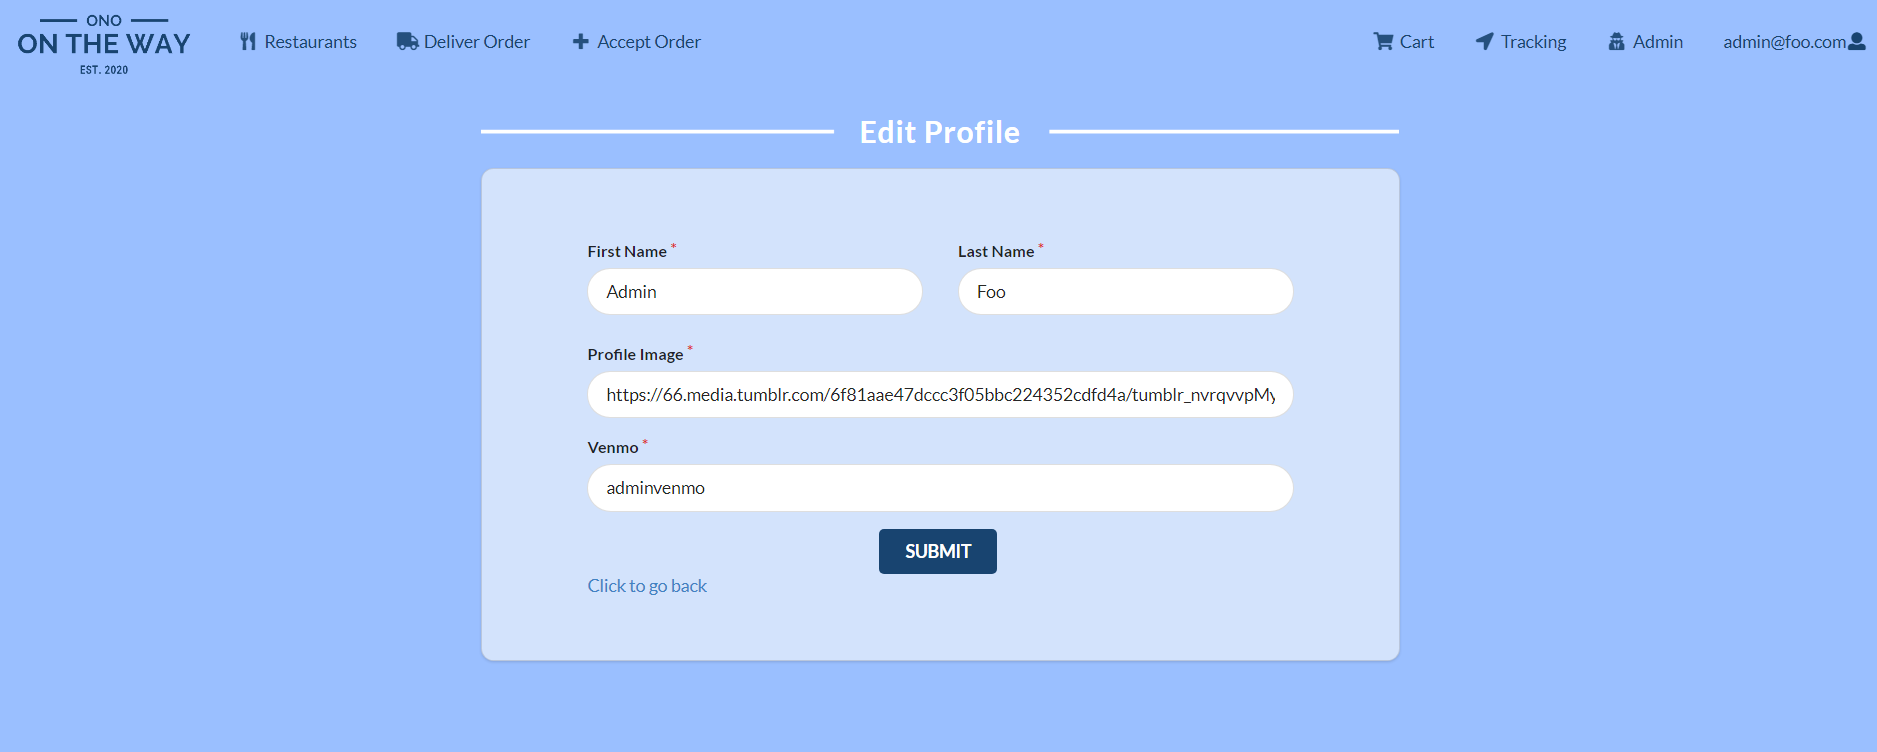 ONO
ON THE WAY
EST. 2020
Restaurants
Deliver Order
Accept Order
Cart
Tracking
Admin
admin@foo.com
Edit Profile
First Name *
Last Name *
Admin
Foo
Profile Image *
https://66.media.tumblr.com/6f81aae47dccc3f05bbc224352cdfd4a/tumblr_nvrqvvpMy
Venmo *
adminvenmo
SUBMIT
Click to go back